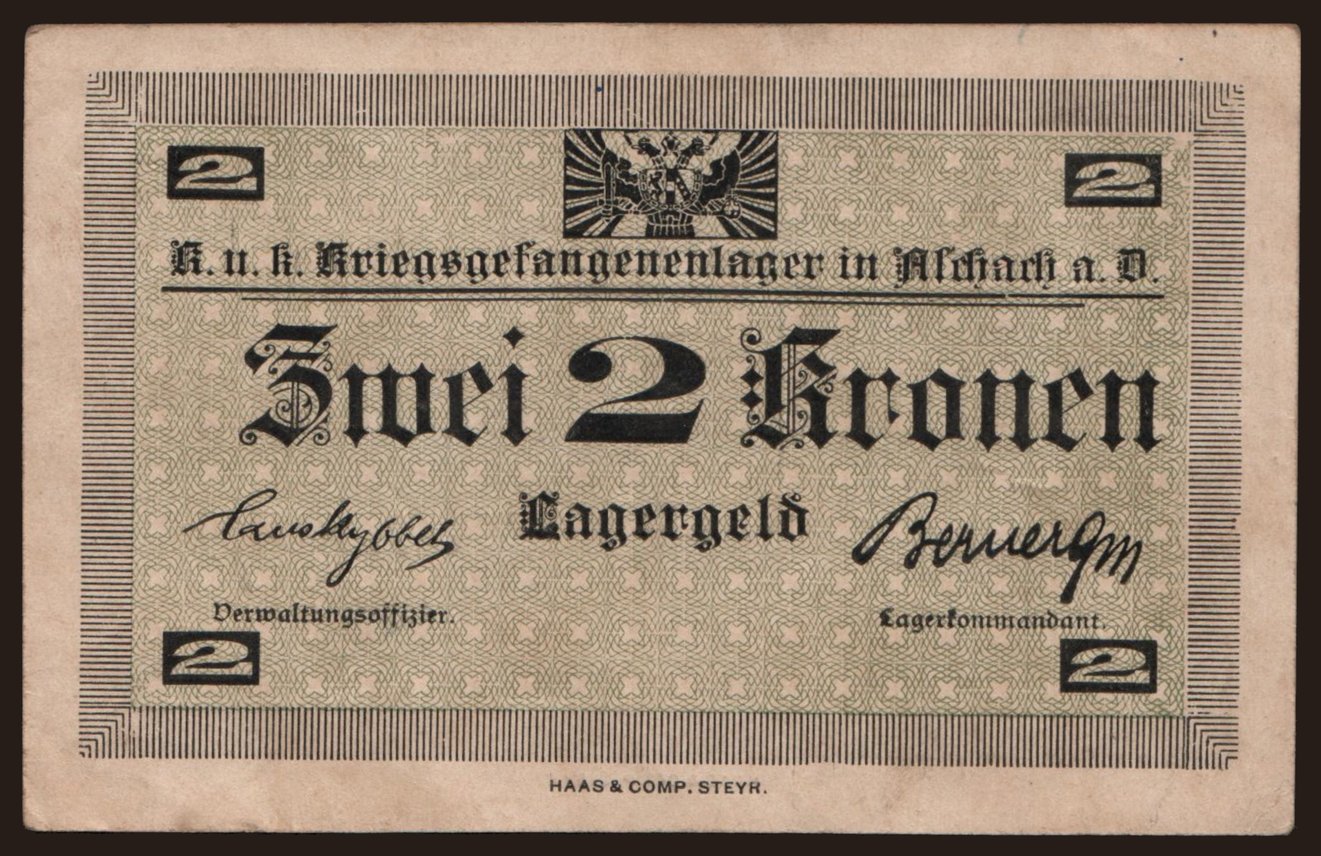 2 2
K. u. k. Kriegsgefangenenlager in Aschach a. D.
Zwei 2 Kronen
Lagergeld
Verwaltungsoffizier. Lagerkommandant.
2 2
HAAS & COMP. STEYR.